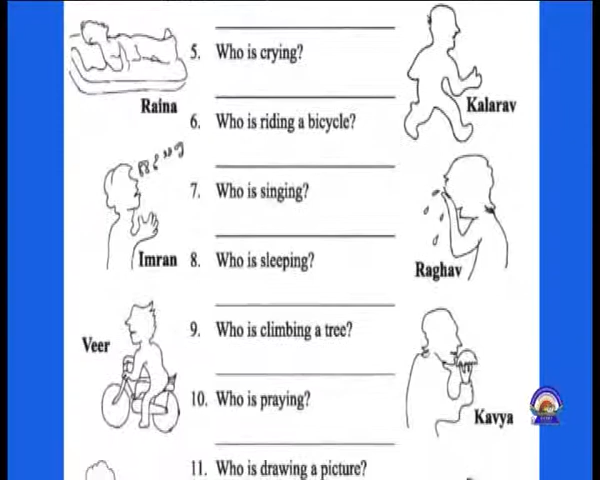 5. Who is crying?
Raina
Kalarav
6. Who is riding a bicycle?
7. Who is singing?
Imran
8. Who is sleeping?
Raghav
9. Who is climbing a tree?
Veer
10. Who is praying?
Kavya
11. Who is drawing a picture?